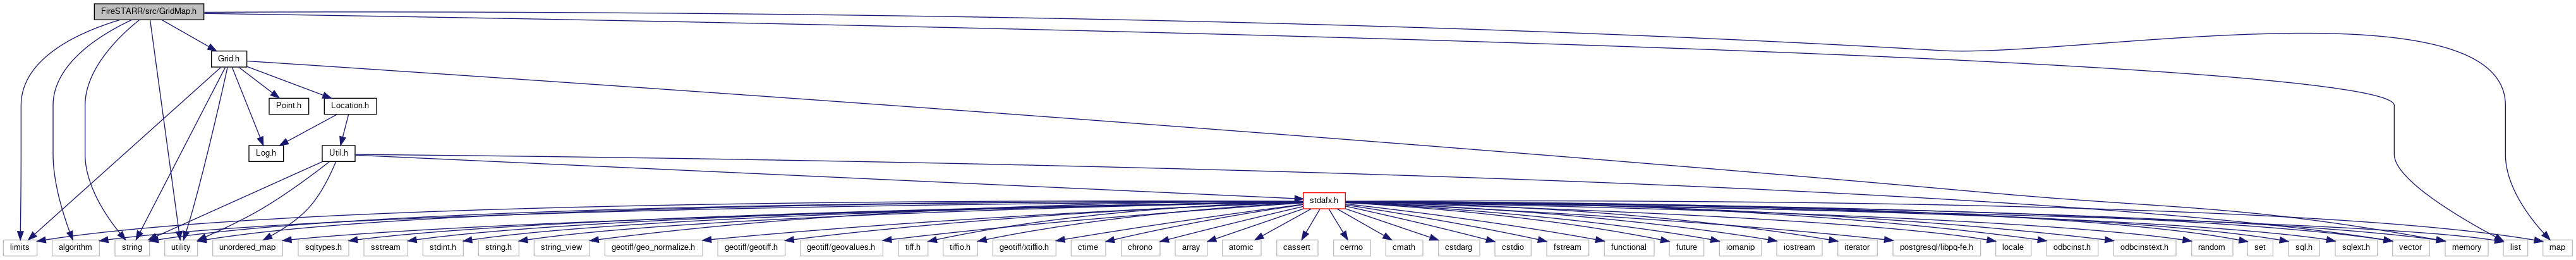 FireSTARR/src/GridMap.h
Grid.h
Point.h Location.h
Log.h Util.h
stdafx.h
limits algorithm string utility unordered_map sqltypes.h sstream stdint.h string.h string_view geotiff/geo_normalize.h geotiff/geotiff.h geotiff/geovalues.h tiff.h tiffio.h geotiff/xtiffio.h ctime chrono array atomic cassert cerrno cmath cstdarg cstdio fstream functional future iomanip iostream iterator postgresql/libpq-fe.h locale odbcinst.h odbcinstext.h random set sql.h sqlext.h vector memory list map